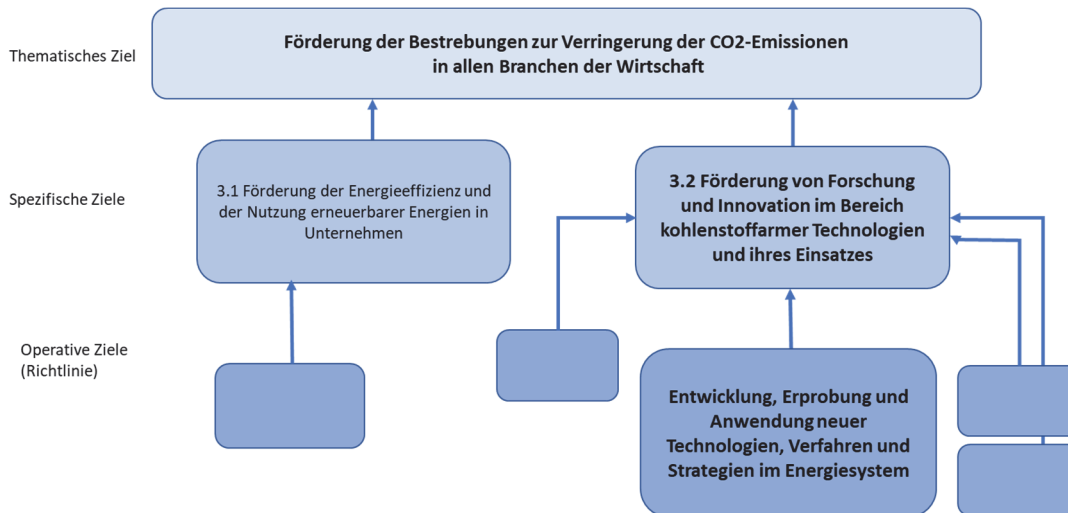 Thematisches Ziel
Förderung der Bestrebungen zur Verringerung der CO2-Emissionen
in allen Branchen der Wirtschaft
Spezifische Ziele
3.1 Förderung der Energieeffizienz und
der Nutzung erneuerbarer Energien in
Unternehmen
3.2 Förderung von Forschung
und Innovation im Bereich
kohlenstoffarmer Technologien
und ihres Einsatzes
Operative Ziele
(Richtlinie)
Entwicklung, Erprobung und
Anwendung neuer
Technologien, Verfahren und
Strategien im Energiesystem